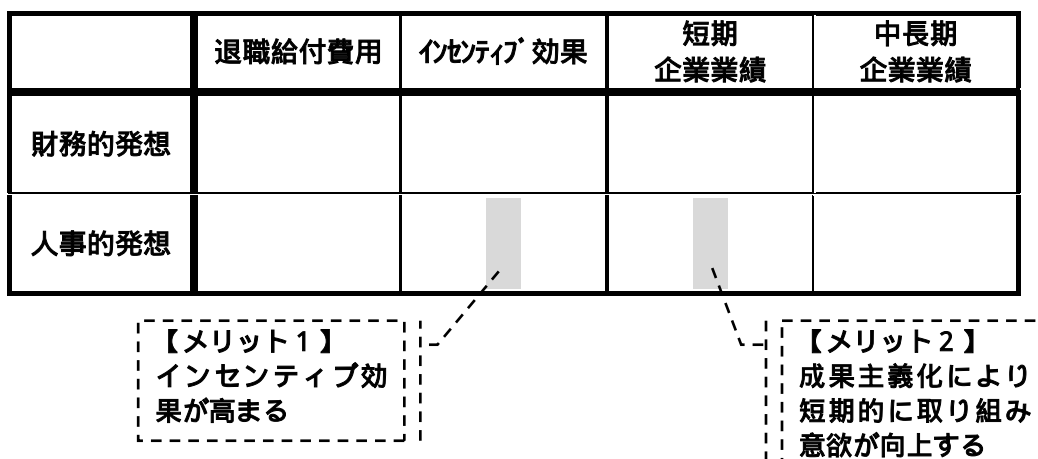 退職給付費用
インセンティブ効果
短期
企業業績
中長期
企業業績
財務的発想
人事的発想
【メリット1】
インセンティブ効
果が高まる
【メリット2】
成果主義化により
短期的に取り組み
意欲が向上する